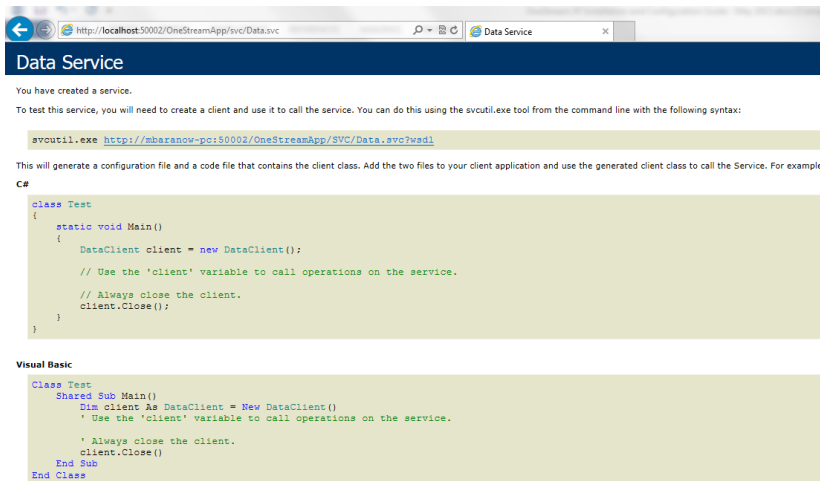 http://localhost:50002/OneStreamApp/svc/Data.svc
Data Service
Data Service
You have created a service.
To test this service, you will need to create a client and use it to call the service. You can do this using the svcutil.exe tool from the command line with the following syntax:
svcutil.exe http://mbaranow-pc:50002/OneStreamApp/SVC/Data.svc?wsdl
This will generate a configuration file and a code file that contains the client class. Add the two files to your client application and use the generated client class to call the Service. For example
C#
class Test
{
static void Main()
{
DataClient client = new DataClient();
// Use the 'client' variable to call operations on the service.
// Always close the client.
client.Close();
}
}
Visual Basic
Class Test
Shared Sub Main()
Dim client As DataClient = New DataClient()
' Use the 'client' variable to call operations on the service.
' Always close the client.
client.Close()
End Sub
End Class